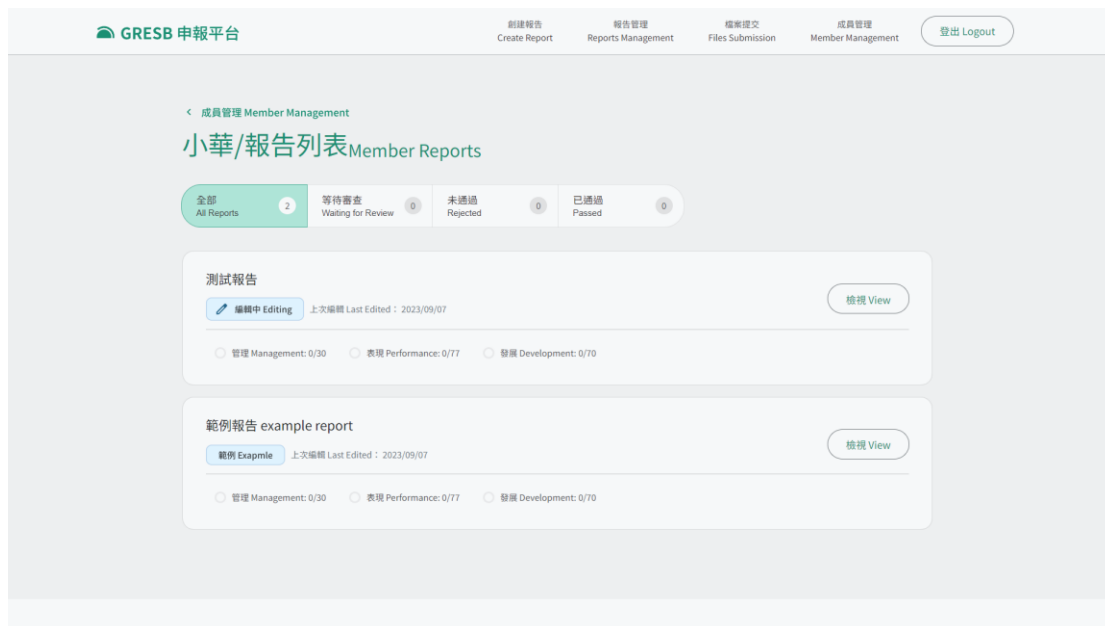 GRESB 申報平台
創建報告
Create Report
報告管理
Reports Management
檔案提交
Files Submission
成員管理
Member Management
登出 Logout
< 成員管理 Member Management
小華/報告列表Member Reports
全部
All Reports
2
等待審查
Waiting for Review
0
未通過
Rejected
0
已通過
Passed
0
測試報告
編輯中 Editing
上次編輯 Last Edited： 2023/09/07
檢視 View
管理 Management: 0/30
表現 Performance: 0/77
發展 Development: 0/70
範例報告 example report
範例 Exapmle
上次編輯 Last Edited： 2023/09/07
檢視 View
管理 Management: 0/30
表現 Performance: 0/77
發展 Development: 0/70